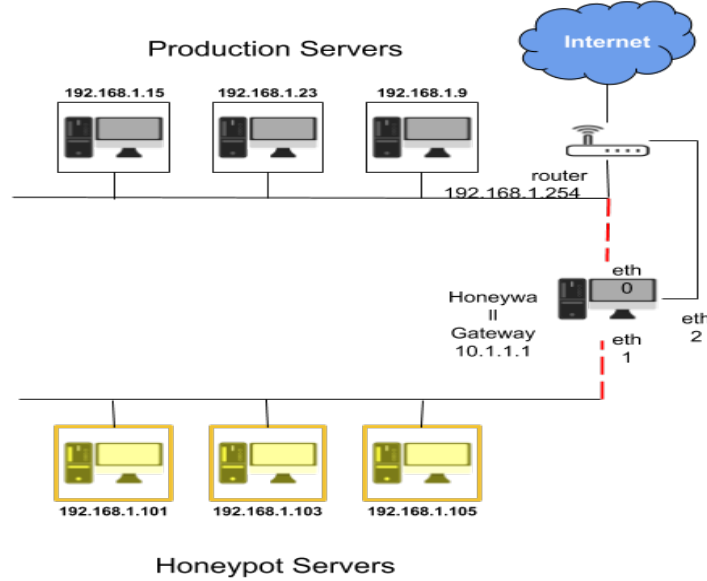 Internet
Production Servers
192.168.1.15
192.168.1.23
192.168.1.9
router
192.168.1.254
eth
0
Honeywa
ll
Gateway
10.1.1.1
eth
1
eth
2
192.168.1.101
192.168.1.103
192.168.1.105
Honeypot Servers